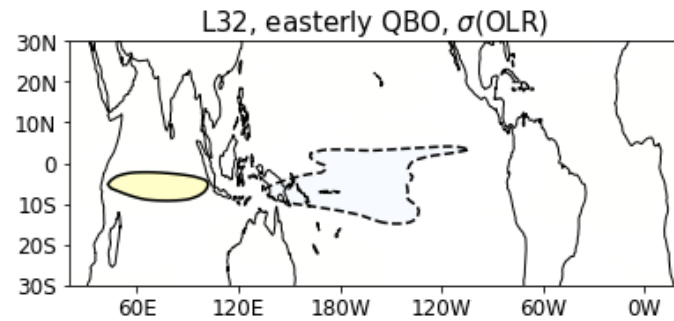 L32, easterly QBO, σ(OLR)
30N
20N
10N
0
10S
20S
30S
60E 120E 180W 120W 60W 0W